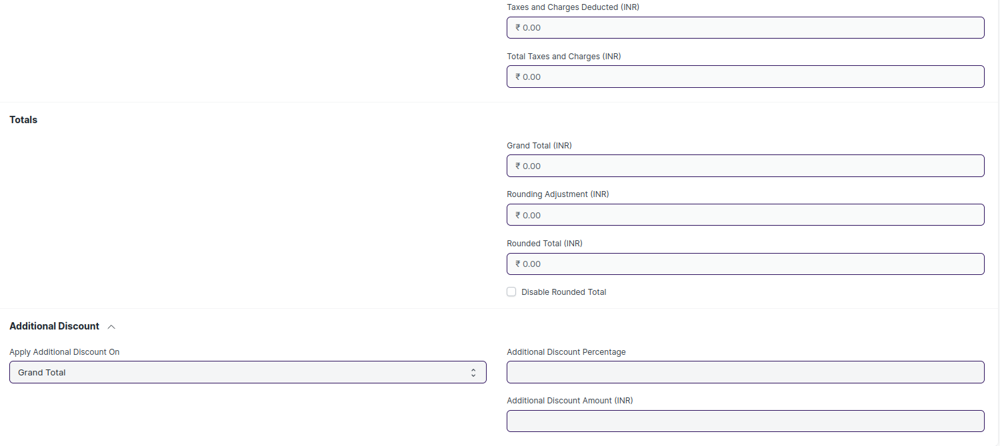 Taxes and Charges Deducted (INR)
₹ 0.00
Total Taxes and Charges (INR)
₹ 0.00
Totals
Grand Total (INR)
₹ 0.00
Rounding Adjustment (INR)
₹ 0.00
Rounded Total (INR)
₹ 0.00
Disable Rounded Total
Additional Discount
Apply Additional Discount On
Grand Total
Additional Discount Percentage
Additional Discount Amount (INR)